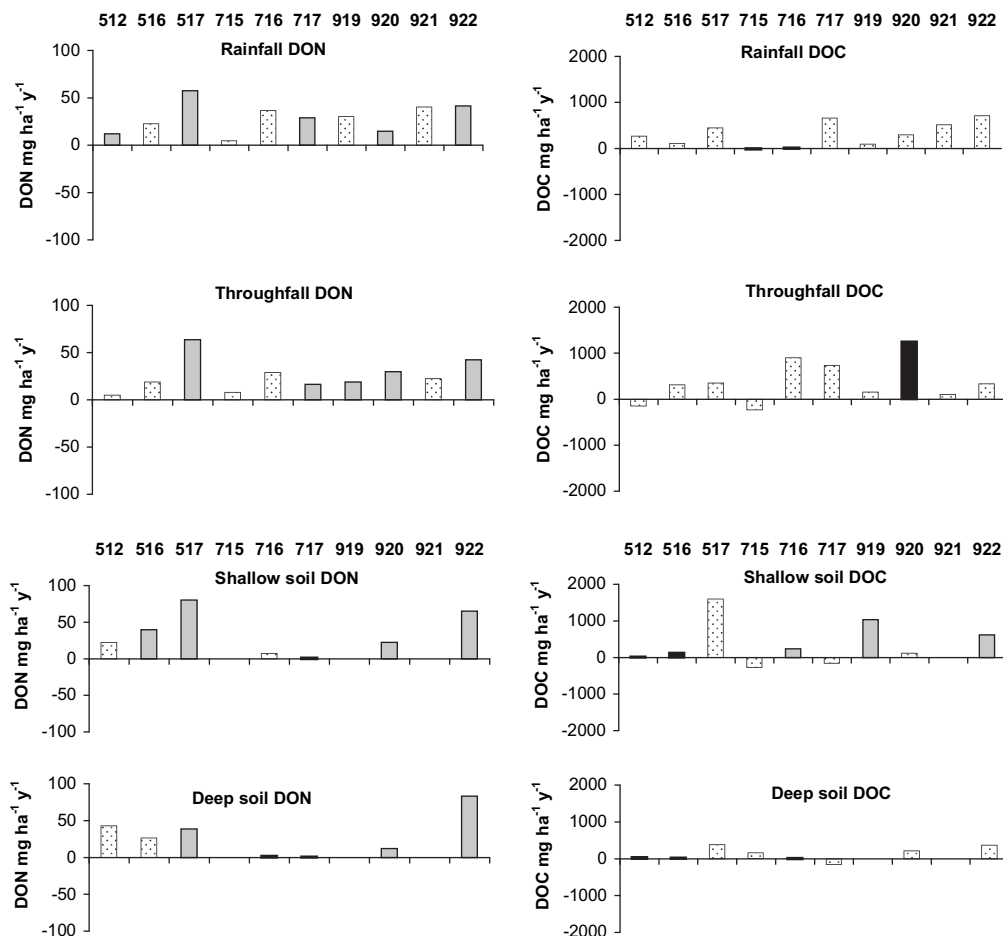 512 516 517 715 716 717 919 920 921 922
Rainfall DON
100
50
0
-50
-100
DON mg ha⁻¹ y⁻¹
512 516 517 715 716 717 919 920 921 922
Rainfall DOC
2000
1000
0
-1000
-2000
DOC mg ha⁻¹ y⁻¹
Throughfall DON
100
50
0
-50
-100
DON mg ha⁻¹ y⁻¹
Throughfall DOC
2000
1000
0
-1000
-2000
DOC mg ha⁻¹ y⁻¹
512 516 517 715 716 717 919 920 921 922
Shallow soil DON
100
50
0
-50
-100
DON mg ha⁻¹ y⁻¹
512 516 517 715 716 717 919 920 921 922
Shallow soil DOC
2000
1000
0
-1000
-2000
DOC mg ha⁻¹ y⁻¹
Deep soil DON
100
50
0
-50
-100
DON mg ha⁻¹ y⁻¹
Deep soil DOC
2000
1000
0
-1000
-2000
DOC mg ha⁻¹ y⁻¹